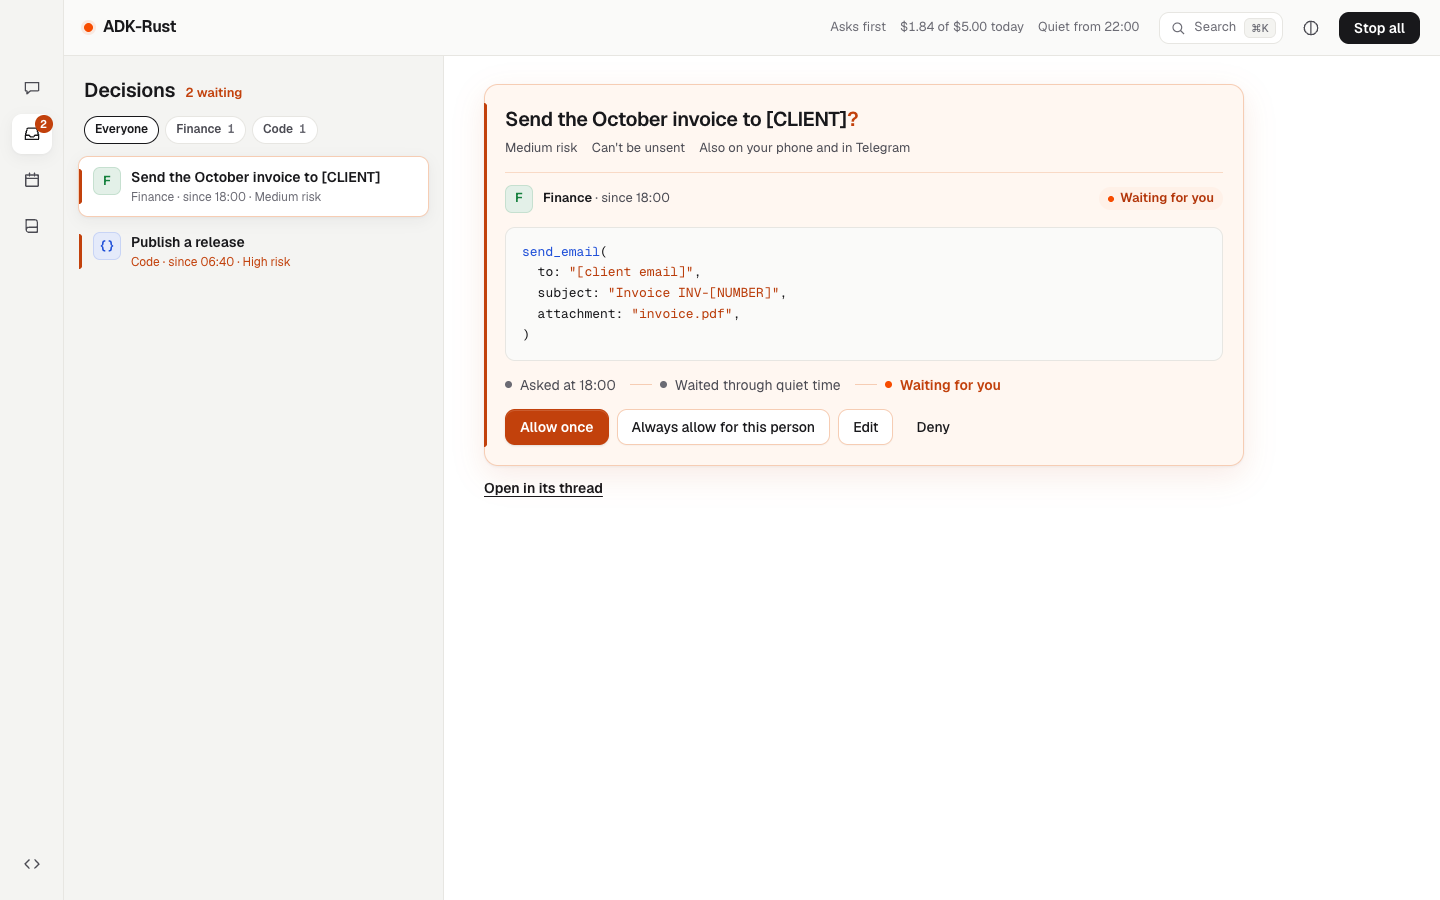 ADK-Rust
Asks first $1.84 of $5.00 today Quiet from 22:00 Search ⌘K Stop all
2
Decisions 2 waiting
Everyone Finance 1 Code 1
F Send the October invoice to [CLIENT]
Finance · since 18:00 · Medium risk
{} Publish a release
Code · since 06:40 · High risk
Send the October invoice to [CLIENT]?
Medium risk Can't be unsent Also on your phone and in Telegram
F Finance · since 18:00 Waiting for you
send_email(
to: "[client email]",
subject: "Invoice INV-[NUMBER]",
attachment: "invoice.pdf",
)
Asked at 18:00 Waited through quiet time Waiting for you
Allow once Always allow for this person Edit Deny
Open in its thread